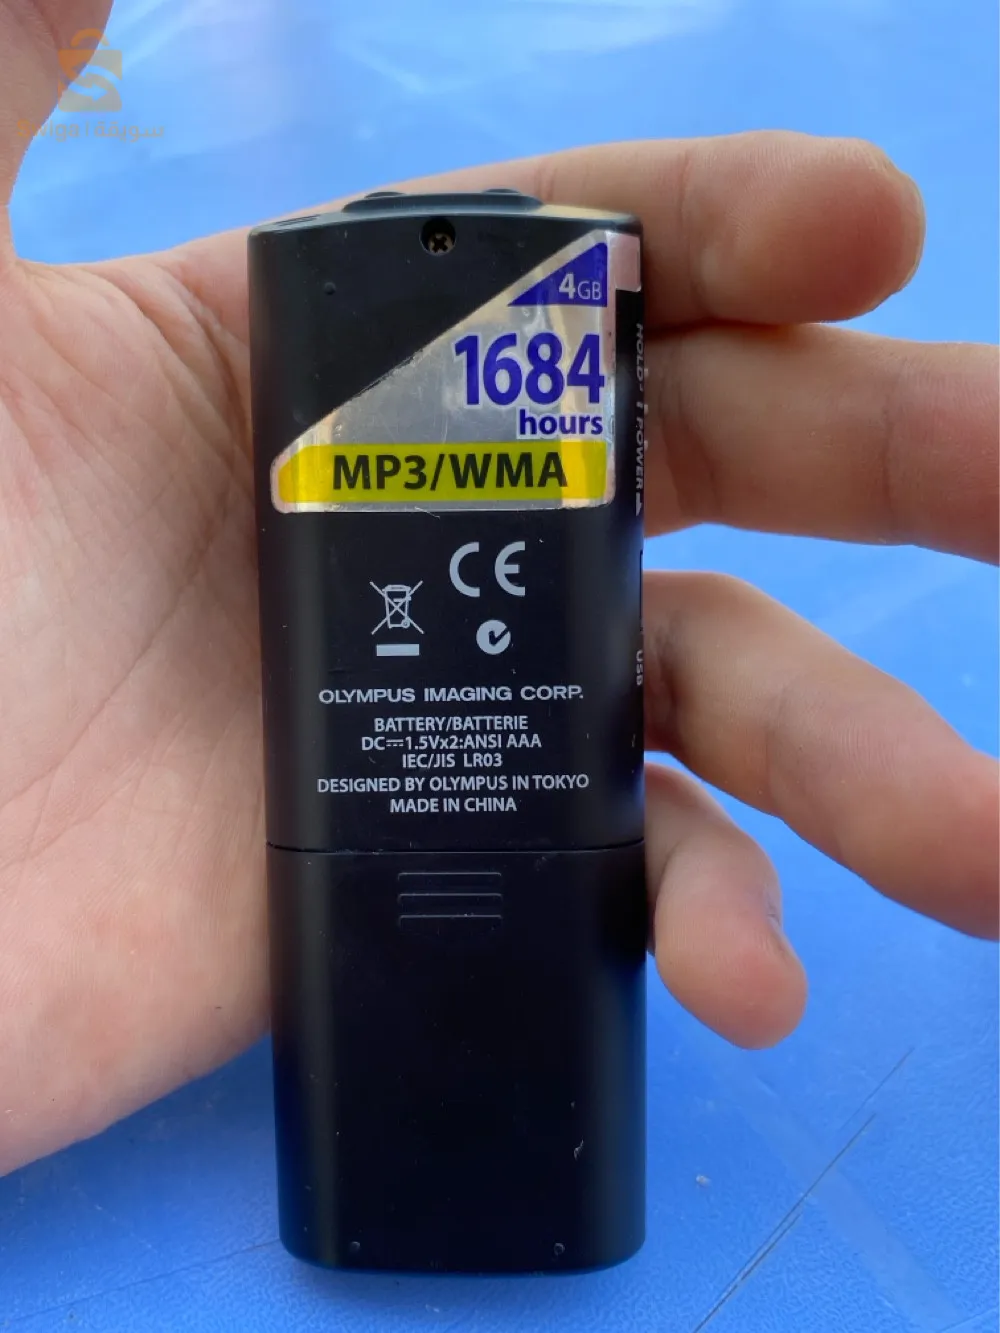 سويقة
4GB
1684
hours
MP3/WMA
CE
OLYMPUS IMAGING CORP.
BATTERY/BATTERIE
DC⎓1.5Vx2:ANSI AAA
IEC/JIS LR03
DESIGNED BY OLYMPUS IN TOKYO
MADE IN CHINA
HOLD POWER
USB